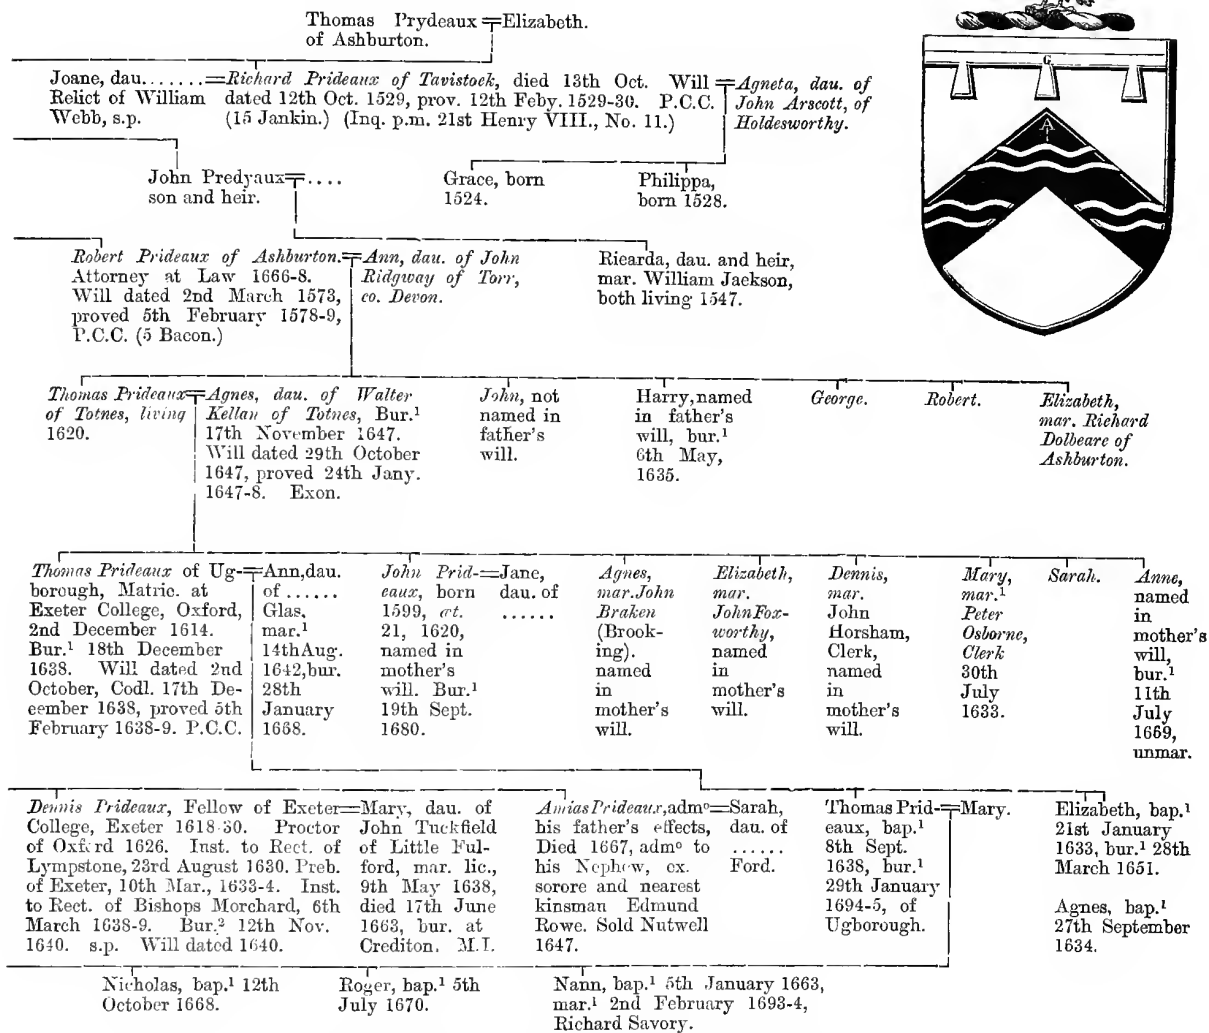 Thomas Prydeaux = Elizabeth.
of Ashburton.
Joane, dau. ......
Relict of William
Webb, s.p.
= Richard Prideaux of Tavistock, died 13th Oct. Will
dated 12th Oct. 1529, prov. 12th Feby. 1529-30. P.C.C.
(15 Jankin.) (Inq. p.m. 21st Henry VIII., No. 11.)
= Agneta, dau. of
John Arscott, of
Holdesworthy.
G
A
John Predyaux = ....
son and heir.
Grace, born
1524.
Philippa,
born 1528.
Robert Prideaux of Ashburton.
Attorney at Law 1666-8.
Will dated 2nd March 1573,
proved 5th February 1578-9,
P.C.C. (5 Bacon.)
= Ann, dau. of John
Ridgway of Torr,
co. Devon.
Ricarda, dau. and heir,
mar. William Jackson,
both living 1547.
Thomas Prideaux
of Totnes, living
1620.
= Agnes, dau. of Walter
Kellan of Totnes, Bur.¹
17th November 1647.
Will dated 29th October
1647, proved 24th Jany.
1647-8. Exon.
John, not
named in
father's
will.
Harry, named
in father's
will, bur.¹
6th May,
1635.
George.
Robert.
Elizabeth,
mar. Richard
Dolbeare of
Ashburton.
Thomas Prideaux of Ug-
borough, Matric. at
Exeter College, Oxford,
2nd December 1614.
Bur.¹ 18th December
1638. Will dated 2nd
October, Codl. 17th De-
cember 1638, proved 5th
February 1638-9. P.C.C.
= Ann, dau.
of ......
Glas.
mar.¹
14th Aug.
1642, bur.
28th
January
1668.
John Prid-
eaux, born
1599, æt.
21, 1620,
named in
mother's
will. Bur.¹
19th Sept.
1680.
= Jane,
dau. of
......
Agnes,
mar. John
Braken
(Brook-
ing).
named
in
mother's
will.
Elizabeth,
mar.
John Fox-
worthy,
named
in
mother's
will.
Dennis,
mar.
John
Horsham,
Clerk,
named
in
mother's
will.
Mary,
mar.¹
Peter
Osborne,
Clerk
30th
July
1633.
Sarah.
Anne,
named
in
mother's
will,
bur.¹
11th
July
1669,
unmar.
Dennis Prideaux, Fellow of Exeter
College, Exeter 1618-30. Proctor
of Oxford 1626. Inst. to Rect. of
Lympstone, 23rd August 1630. Preb.
of Exeter, 10th Mar., 1633-4. Inst.
to Rect. of Bishops Morchard, 6th
March 1638-9. Bur.² 12th Nov.
1640. s.p. Will dated 1640.
= Mary, dau. of
John Tuckfield
of Little Ful-
ford, mar. lic.,
9th May 1638,
died 17th June
1663, bur. at
Crediton. M.I.
Amias Prideaux, admº
his father's effects,
Died 1667, admº to
his Nephew, ex.
sorore and nearest
kinsman Edmund
Rowe. Sold Nutwell
1647.
= Sarah,
dau. of
......
Ford.
Thomas Prid-
eaux, bap.¹
8th Sept.
1638, bur.¹
29th January
1694-5, of
Ugborough.
= Mary.
Elizabeth, bap.¹
21st January
1633, bur.¹ 28th
March 1651.
Agnes, bap.¹
27th September
1634.
Nicholas, bap.¹ 12th
October 1668.
Roger, bap.¹ 5th
July 1670.
Nann, bap.¹ 5th January 1663,
mar.¹ 2nd February 1693-4,
Richard Savory.